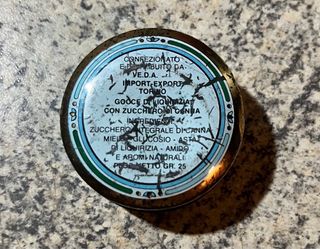 CONFEZIONATO
E DISTRIBUITO DA
V.E.D.A.
IMPORT-EXPORT
TORINO
GOCCE DI LIQUIRIZIA
CON ZUCCHERO DI CANNA
INGREDIENTI
ZUCCHERO INTEGRALE DI CANNA
MIELE - GLUCOSIO - PASTA
DI LIQUIRIZIA - AMIDO
E AROMI NATURALI
PESO NETTO GR. 25